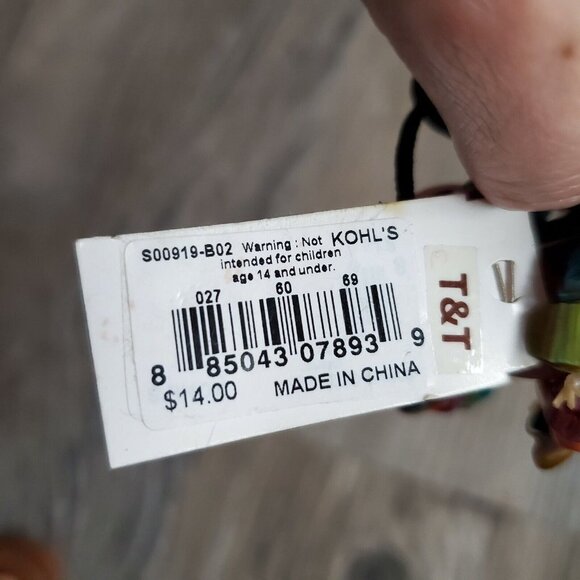 S00919-B02 Warning : Not KOHL'S
intended for children
age 14 and under.
027 60 69
8 85043 07893 9
$14.00 MADE IN CHINA
T&T